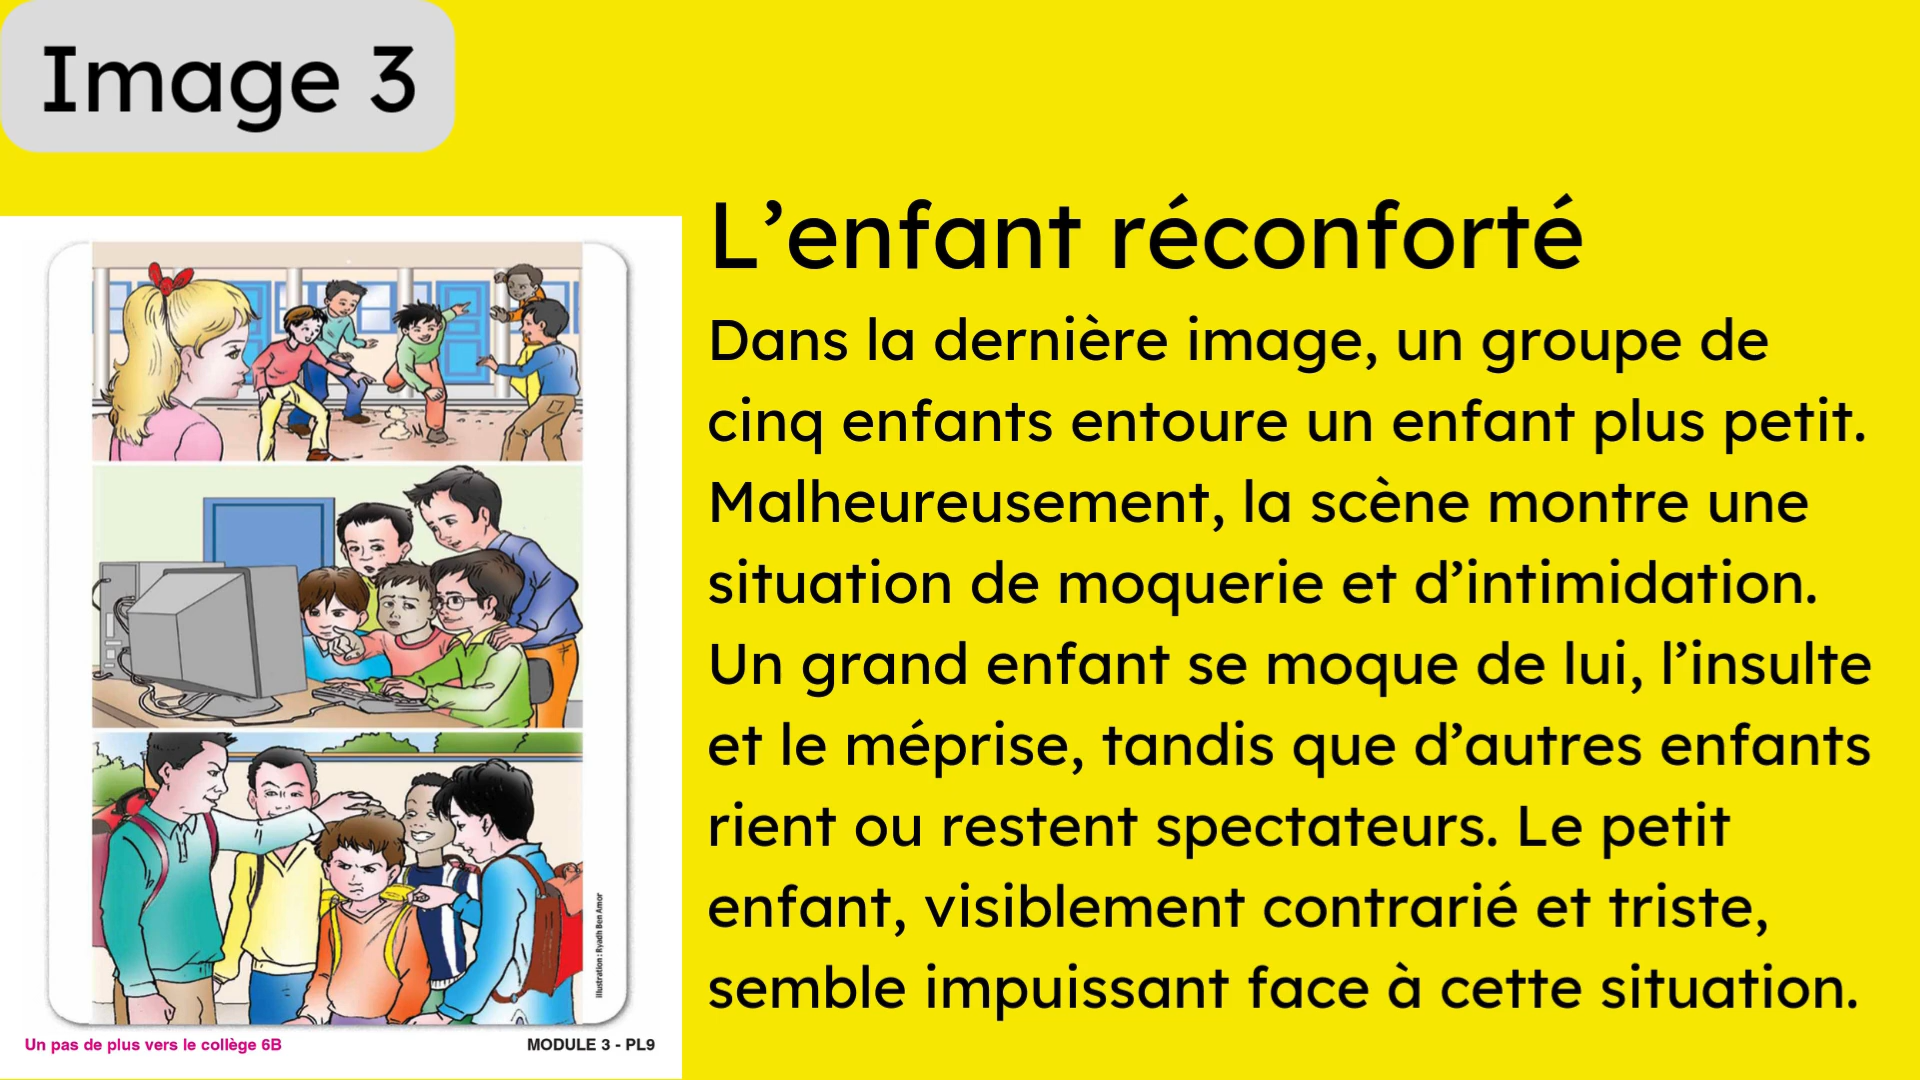 Image 3
L’enfant réconforté
Dans la dernière image, un groupe de
cinq enfants entoure un enfant plus petit.
Malheureusement, la scène montre une
situation de moquerie et d’intimidation.
Un grand enfant se moque de lui, l’insulte
et le méprise, tandis que d’autres enfants
rient ou restent spectateurs. Le petit
enfant, visiblement contrarié et triste,
semble impuissant face à cette situation.
Illustration : Ryadh Ben Amor
Un pas de plus vers le collège 6B
MODULE 3 - PL9